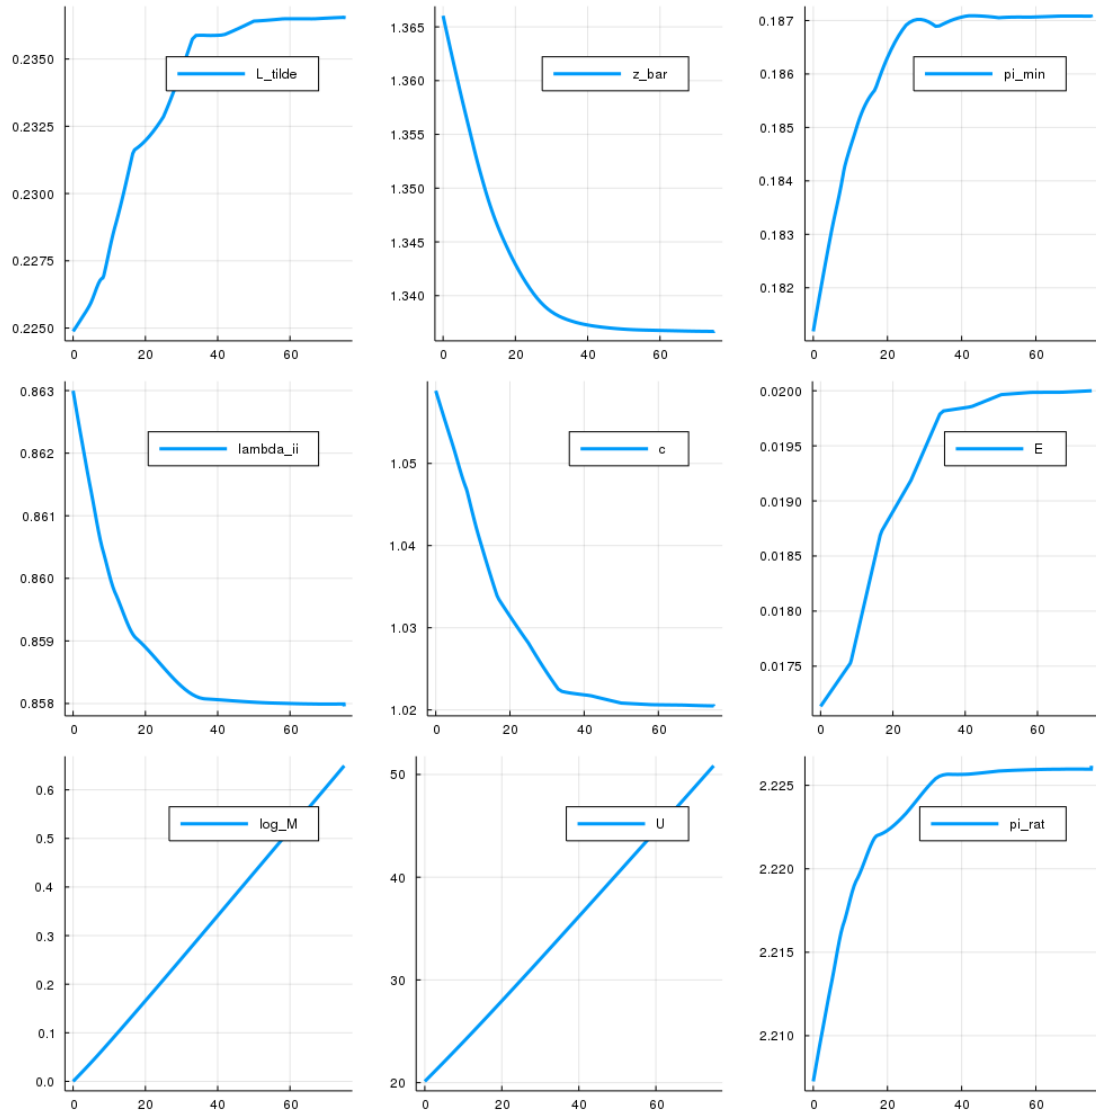 0.2350
0.2325
0.2300
0.2275
0.2250
0 20 40 60
L_tilde
1.365
1.360
1.355
1.350
1.345
1.340
0 20 40 60
z_bar
0.187
0.186
0.185
0.184
0.183
0.182
0 20 40 60
pi_min
0.863
0.862
0.861
0.860
0.859
0.858
0 20 40 60
lambda_ii
1.05
1.04
1.03
1.02
0 20 40 60
c
0.0200
0.0195
0.0190
0.0185
0.0180
0.0175
0 20 40 60
E
0.6
0.5
0.4
0.3
0.2
0.1
0.0
0 20 40 60
log_M
50
40
30
20
0 20 40 60
U
2.225
2.220
2.215
2.210
0 20 40 60
pi_rat